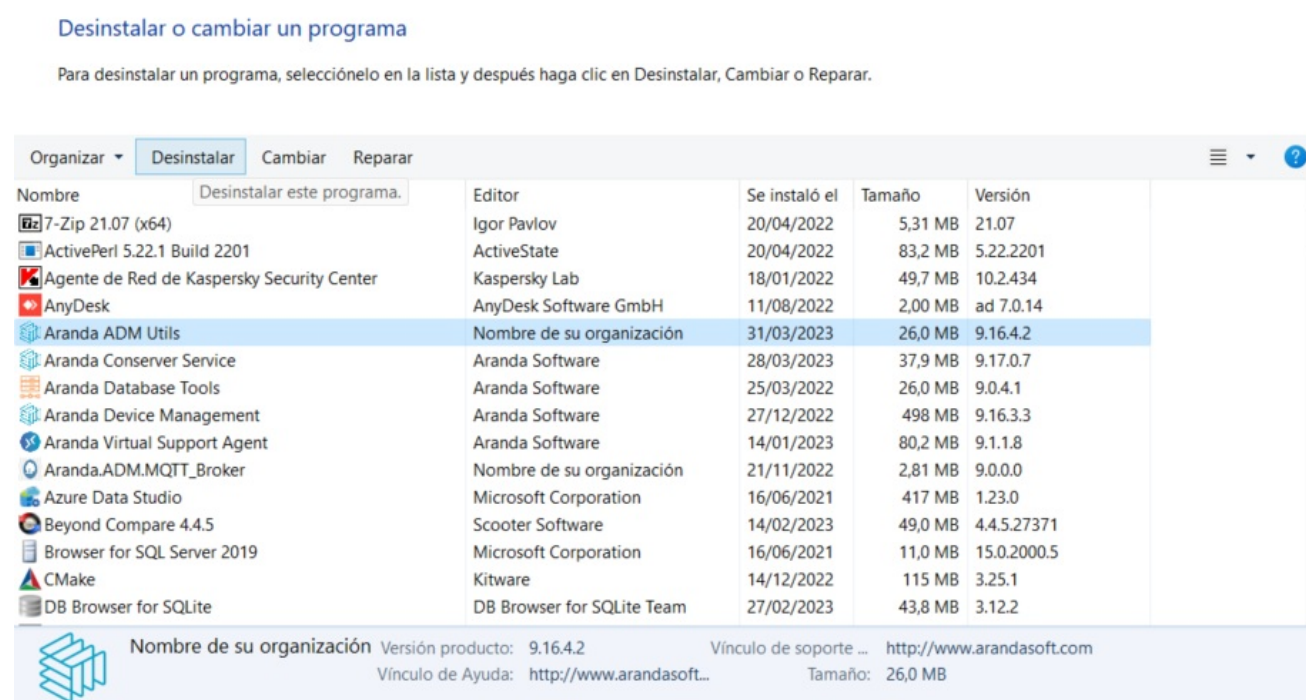 Desinstalar o cambiar un programa
Para desinstalar un programa, selecciónelo en la lista y después haga clic en Desinstalar, Cambiar o Reparar.
Organizar Desinstalar Cambiar Reparar
Nombre Desinstalar este programa. Editor Se instaló el Tamaño Versión
7-Zip 21.07 (x64) Igor Pavlov 20/04/2022 5,31 MB 21.07
ActivePerl 5.22.1 Build 2201 ActiveState 20/04/2022 83,2 MB 5.22.2201
Agente de Red de Kaspersky Security Center Kaspersky Lab 18/01/2022 49,7 MB 10.2.434
AnyDesk AnyDesk Software GmbH 11/08/2022 2,00 MB ad 7.0.14
Aranda ADM Utils Nombre de su organización 31/03/2023 26,0 MB 9.16.4.2
Aranda Conserver Service Aranda Software 28/03/2023 37,9 MB 9.17.0.7
Aranda Database Tools Aranda Software 25/03/2022 26,0 MB 9.0.4.1
Aranda Device Management Aranda Software 27/12/2022 498 MB 9.16.3.3
Aranda Virtual Support Agent Aranda Software 14/01/2023 80,2 MB 9.1.1.8
Aranda.ADM.MQTT_Broker Nombre de su organización 21/11/2022 2,81 MB 9.0.0.0
Azure Data Studio Microsoft Corporation 16/06/2021 417 MB 1.23.0
Beyond Compare 4.4.5 Scooter Software 14/02/2023 49,0 MB 4.4.5.27371
Browser for SQL Server 2019 Microsoft Corporation 16/06/2021 11,0 MB 15.0.2000.5
CMake Kitware 14/12/2022 115 MB 3.25.1
DB Browser for SQLite DB Browser for SQLite Team 27/02/2023 43,8 MB 3.12.2
Nombre de su organización Versión producto: 9.16.4.2 Vínculo de soporte ... http://www.arandasoft.com
Vínculo de Ayuda: http://www.arandasoft... Tamaño: 26,0 MB